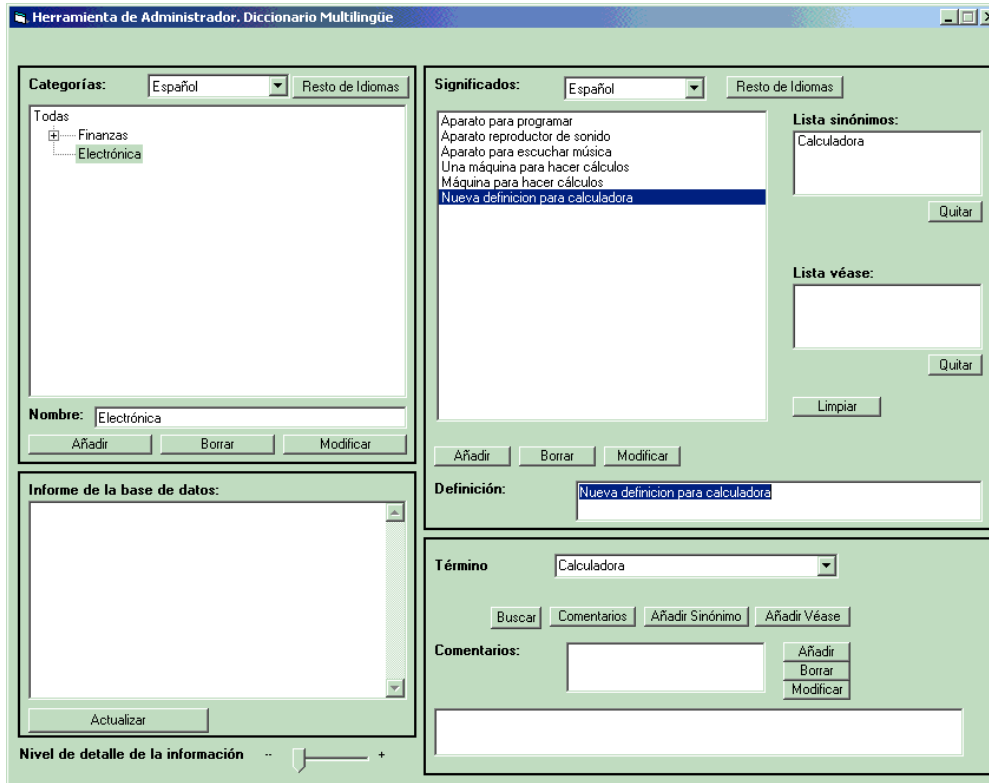 Herramienta de Administrador. Diccionario Multilingüe
Categorías:
Español
Resto de Idiomas
Todas
Finanzas
Electrónica
Nombre:
Electrónica
Añadir
Borrar
Modificar
Informe de la base de datos:
Actualizar
Nivel de detalle de la información
--
+
Significados:
Español
Resto de Idiomas
Aparato para programar
Aparato reproductor de sonido
Aparato para escuchar música
Una máquina para hacer cálculos
Máquina para hacer cálculos
Nueva definicion para calculadora
Lista sinónimos:
Calculadora
Quitar
Lista véase:
Quitar
Limpiar
Añadir
Borrar
Modificar
Definición:
Nueva definicion para calculadora
Término
Calculadora
Buscar
Comentarios
Añadir Sinónimo
Añadir Véase
Comentarios:
Añadir
Borrar
Modificar